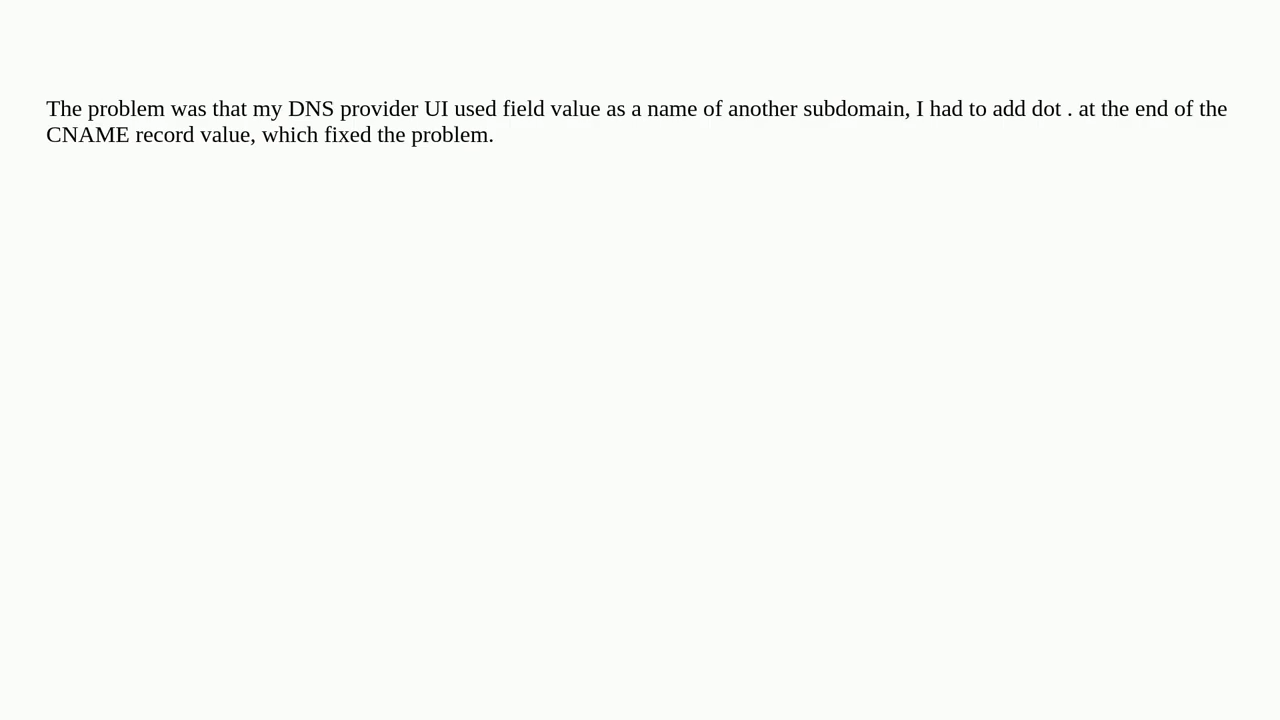 The problem was that my DNS provider UI used field value as a name of another subdomain, I had to add dot . at the end of the
CNAME record value, which fixed the problem.